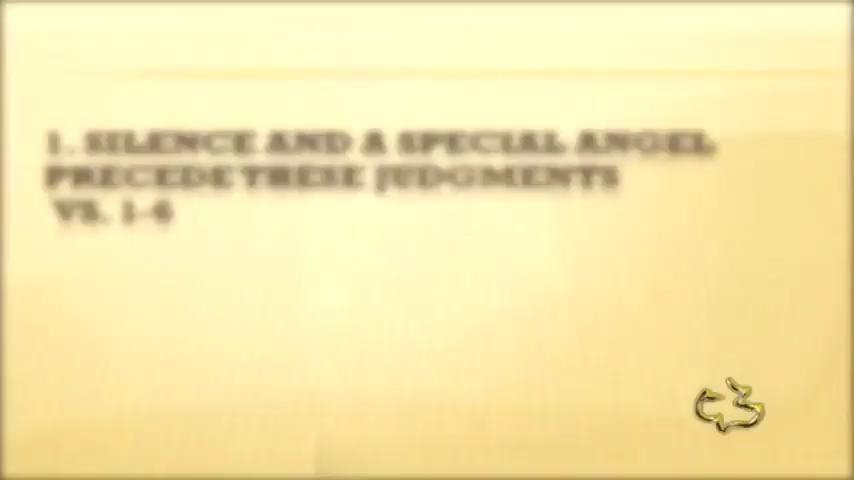 1. SILENCE AND A SPECIAL ANGEL
PRECEDE THESE JUDGMENTS
VS. 1-6